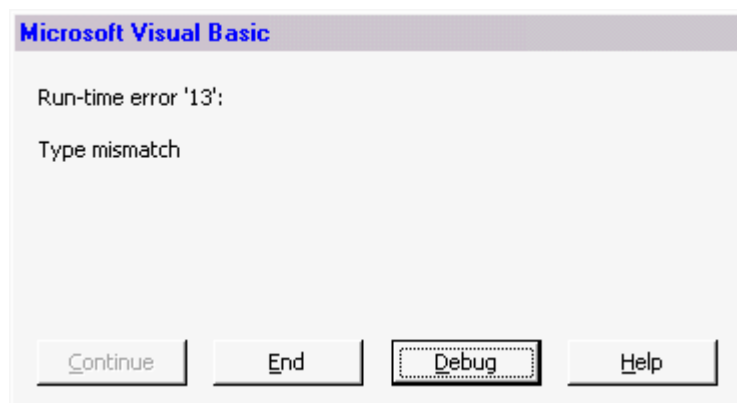 Microsoft Visual Basic
Run-time error '13':
Type mismatch
Continue End Debug Help